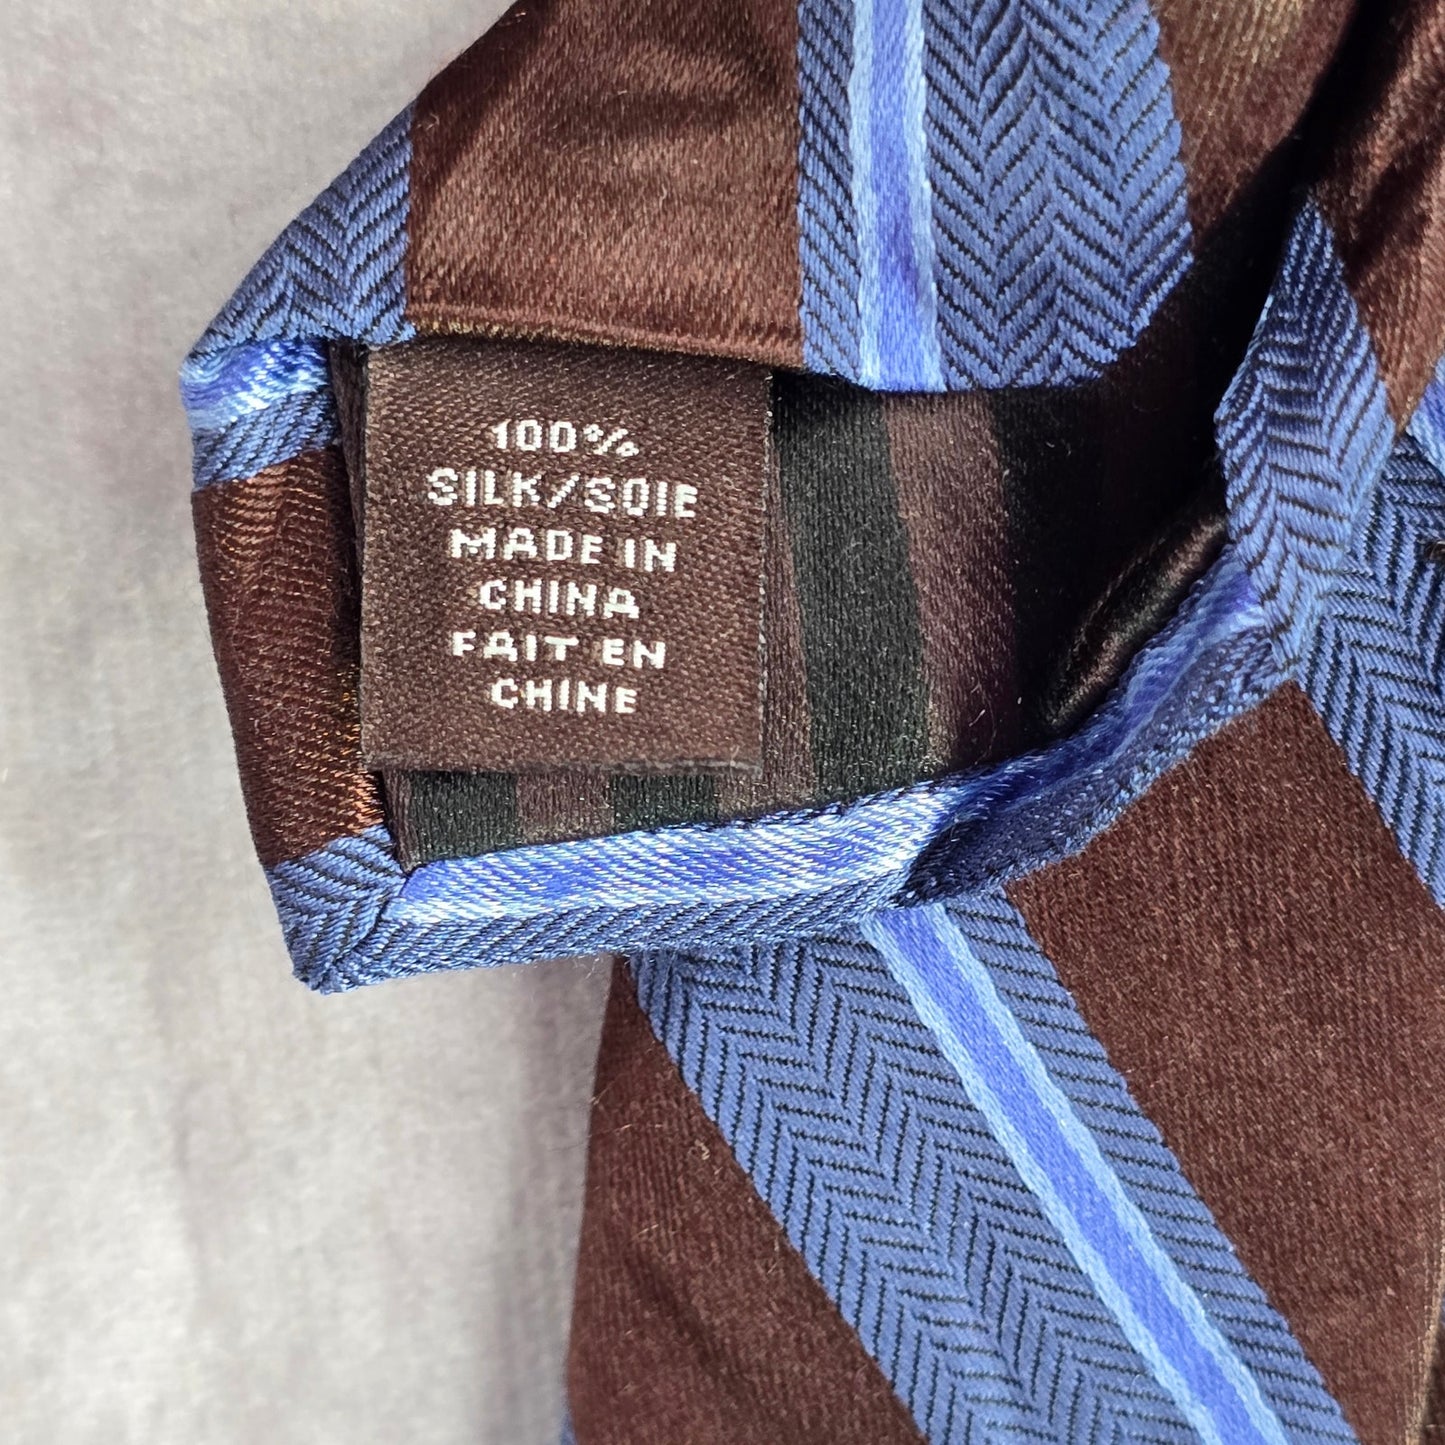 100%
SILK/SOIE
MADE IN
CHINA
FAIT EN
CHINE